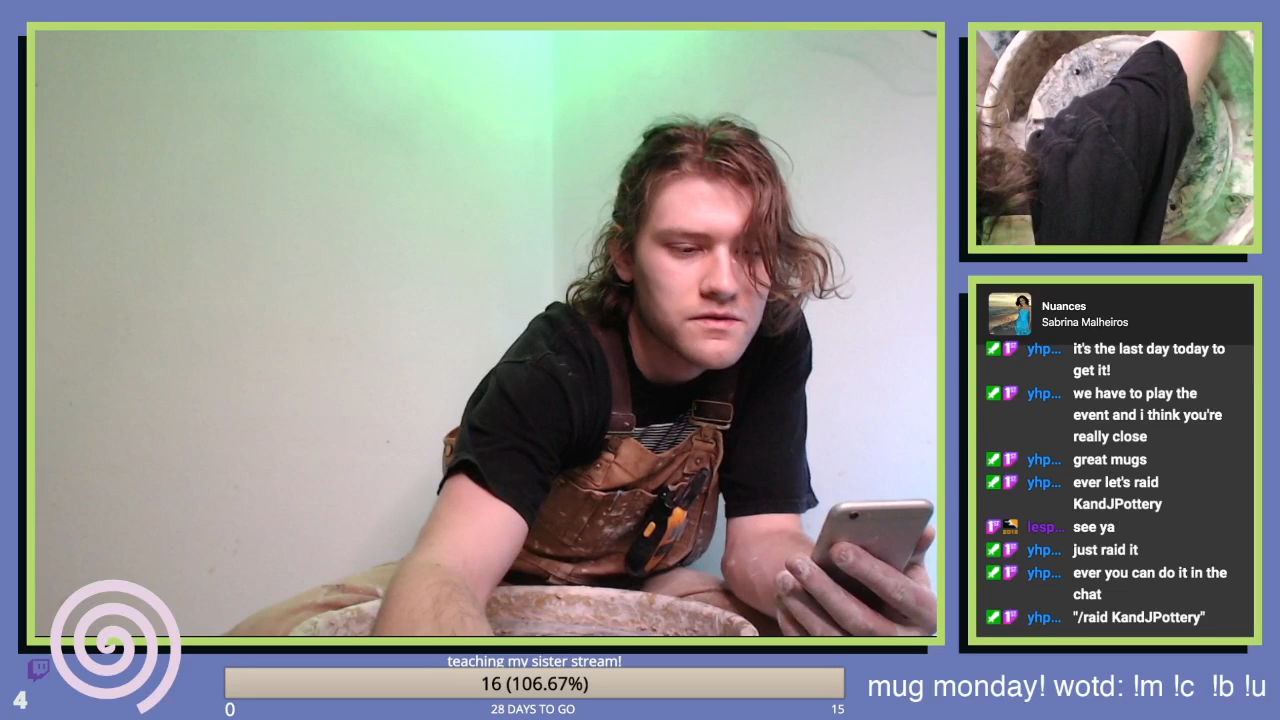 Nuances
Sabrina Malheiros
yhp... it's the last day today to
get it!
yhp... we have to play the
event and i think you're
really close
yhp... great mugs
yhp... ever let's raid
KandJPottery
lesp... see ya
yhp... just raid it
yhp... ever you can do it in the
chat
yhp... "/raid KandJPottery"
teaching my sister stream!
16 (106.67%)
0 28 DAYS TO GO 15
4
mug monday! wotd: !m !c !b !u